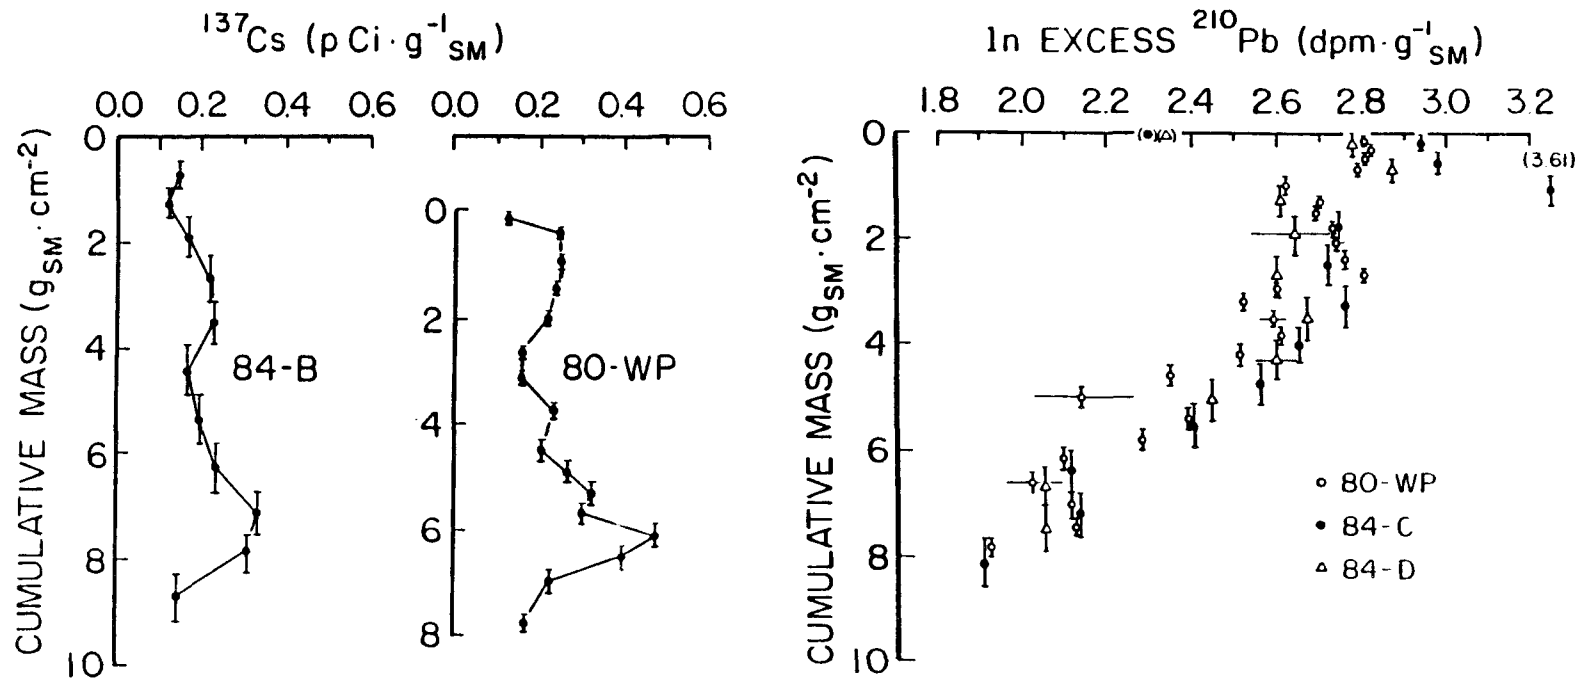 ¹³⁷Cs (pCi·g⁻¹SM)
0.0 0.2 0.4 0.6
0.0 0.2 0.4 0.6
CUMULATIVE MASS (gSM·cm⁻²)
0
2
4
6
8
10
84-B
0
2
4
6
8
80-WP
ln EXCESS ²¹⁰Pb (dpm·g⁻¹SM)
1.8 2.0 2.2 2.4 2.6 2.8 3.0 3.2
(3.61)
CUMULATIVE MASS (gSM·cm⁻²)
0
2
4
6
8
10
80-WP
84-C
84-D